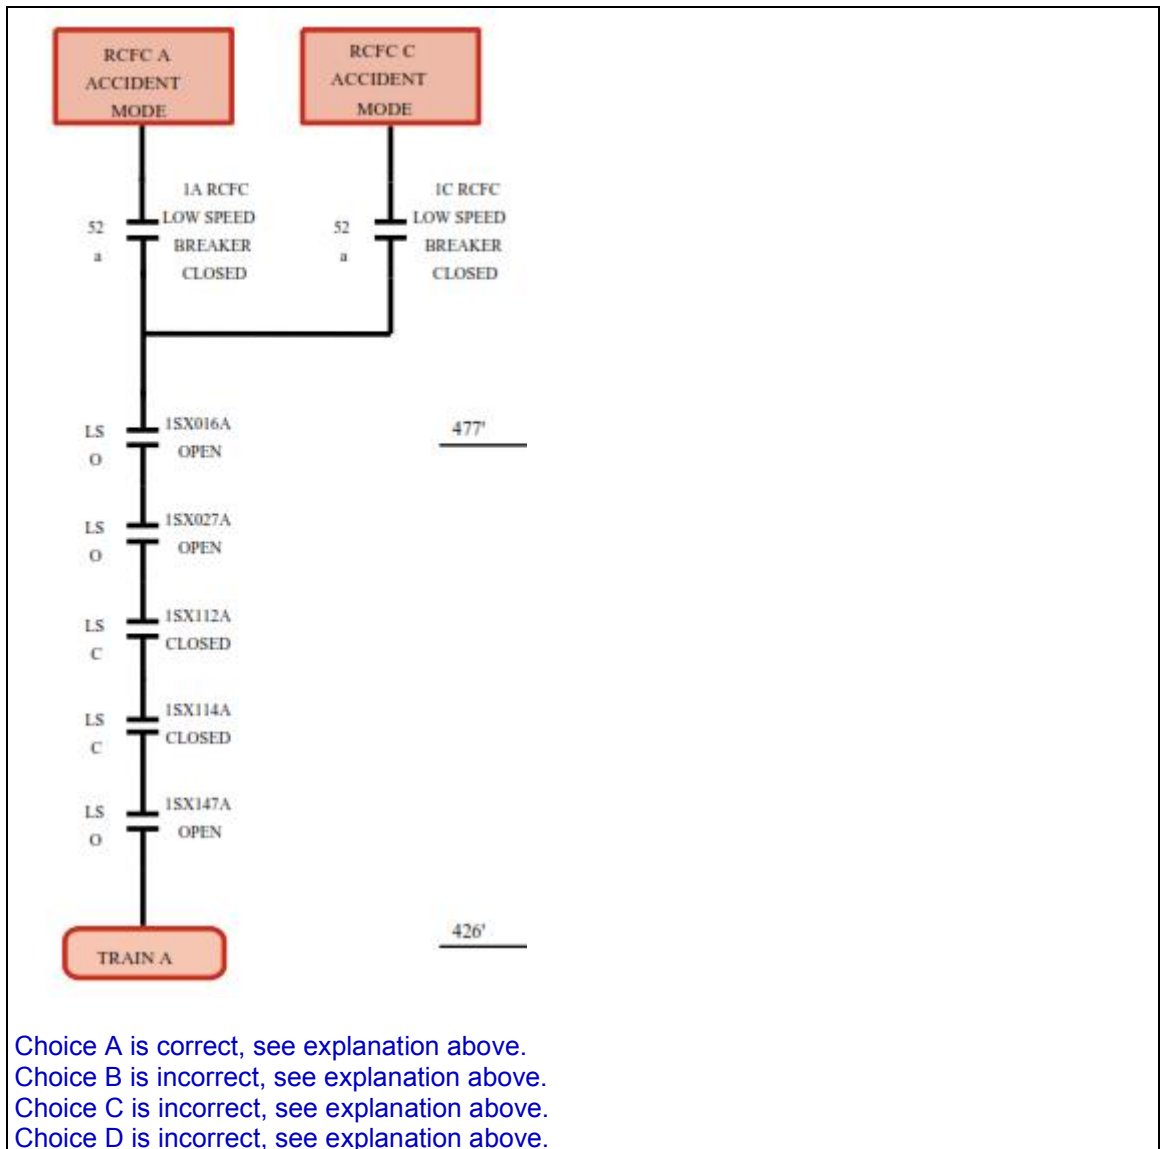 RCFC A
ACCIDENT
MODE
RCFC C
ACCIDENT
MODE
52
a
1A RCFC
LOW SPEED
BREAKER
CLOSED
52
a
1C RCFC
LOW SPEED
BREAKER
CLOSED
LS
O
1SX016A
OPEN
477'
LS
O
1SX027A
OPEN
LS
C
1SX112A
CLOSED
LS
C
1SX114A
CLOSED
LS
O
1SX147A
OPEN
426'
TRAIN A
Choice A is correct, see explanation above.
Choice B is incorrect, see explanation above.
Choice C is incorrect, see explanation above.
Choice D is incorrect, see explanation above.